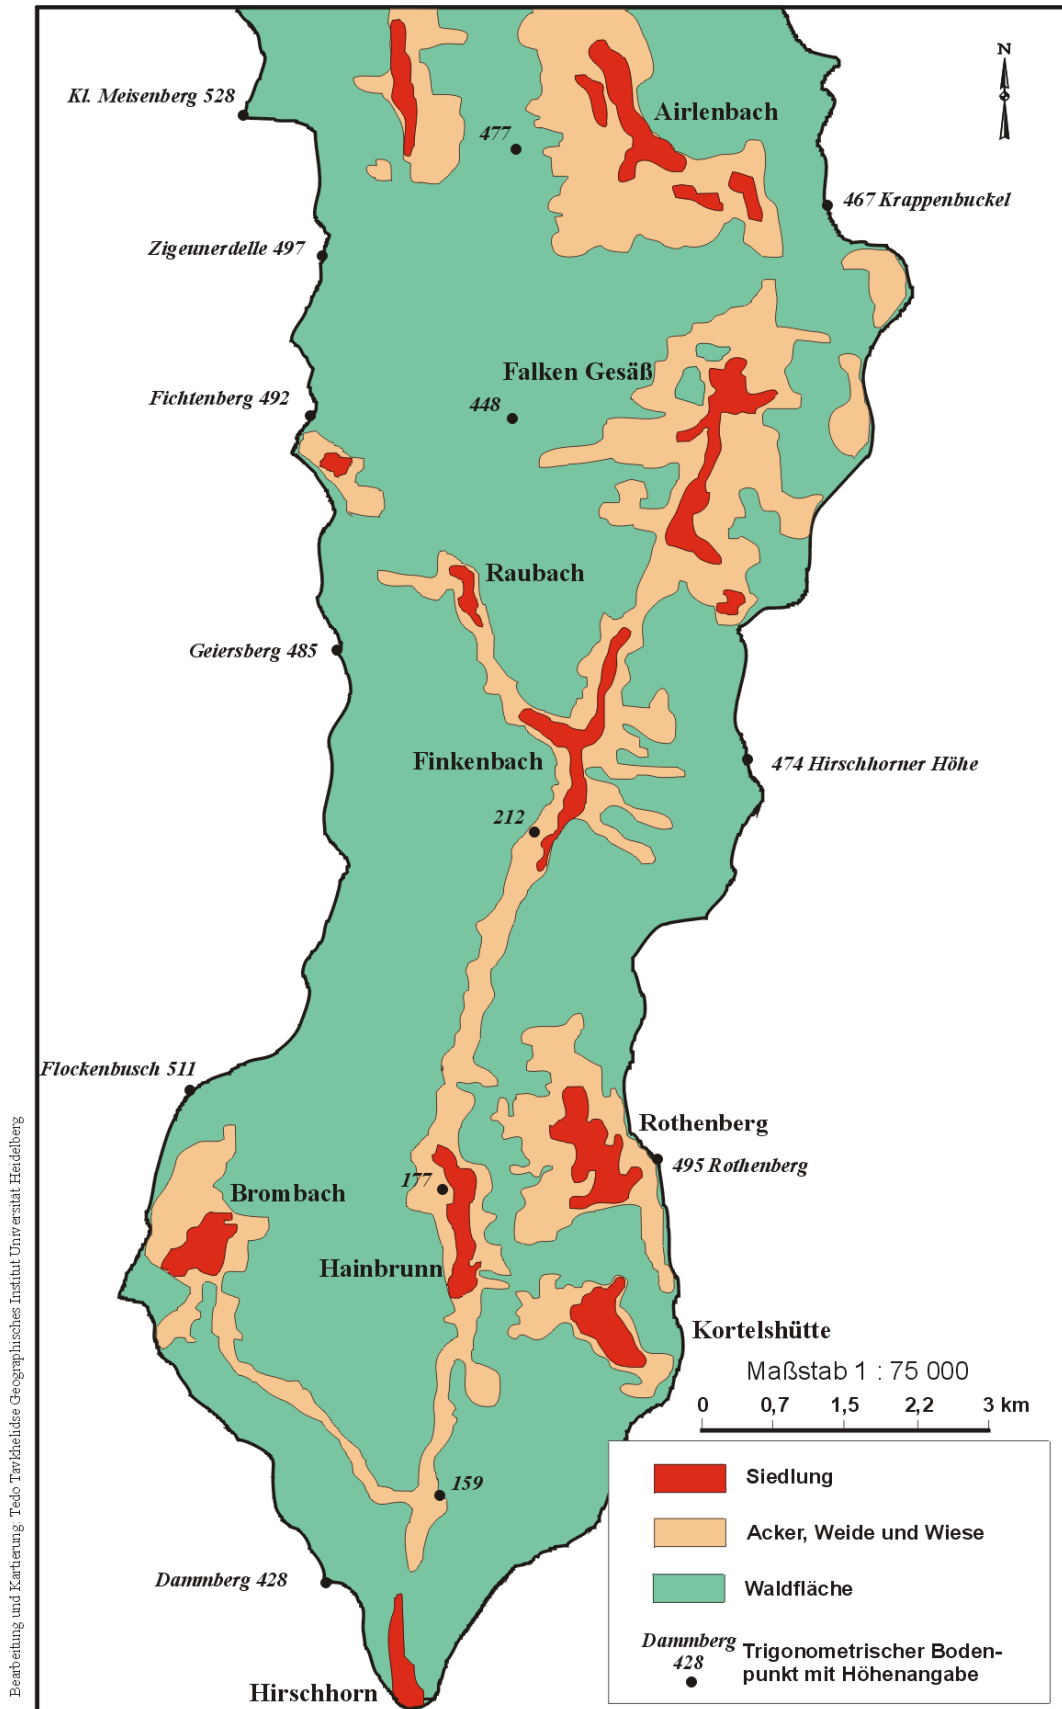 N
Kl. Meisenberg 528
477
Airlenbach
467 Krappenbuckel
Zigeunerdelle 497
Falken Gesäß
Fichtenberg 492
448
Raubach
Geiersberg 485
Finkenbach
474 Hirschhorner Höhe
212
Flockenbusch 511
Rothenberg
495 Rothenberg
177
Brombach
Hainbrunn
Kortelshütte
Maßstab 1 : 75 000
0 0,7 1,5 2,2 3 km
159
Siedlung
Acker, Weide und Wiese
Waldfläche
Dammberg 428
Dammberg
428
Trigonometrischer Boden-
punkt mit Höhenangabe
Hirschhorn
Bearbeitung und Kartierung: Tedo Tavkhelidse Geographisches Institut Universität Heidelberg